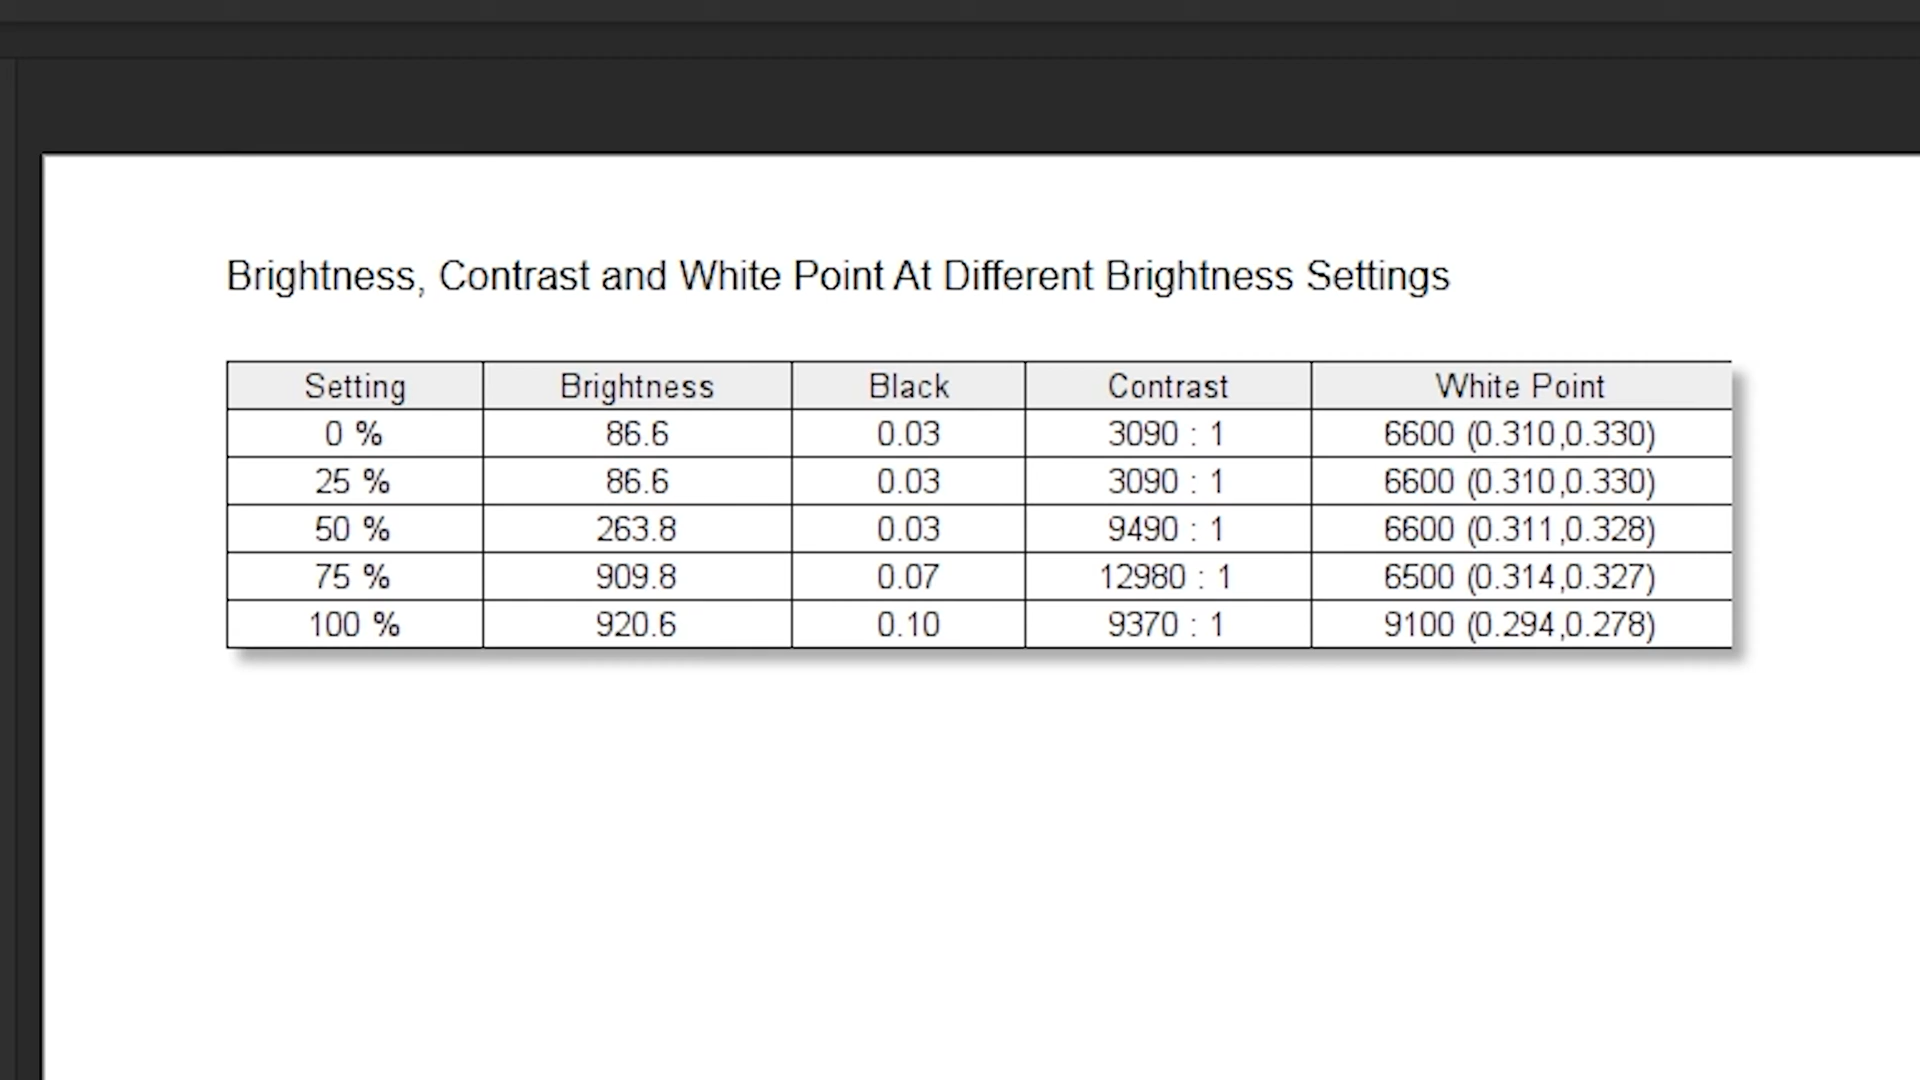 Brightness, Contrast and White Point At Different Brightness Settings
Setting Brightness Black Contrast White Point
0 % 86.6 0.03 3090 : 1 6600 (0.310,0.330)
25 % 86.6 0.03 3090 : 1 6600 (0.310,0.330)
50 % 263.8 0.03 9490 : 1 6600 (0.311,0.328)
75 % 909.8 0.07 12980 : 1 6500 (0.314,0.327)
100 % 920.6 0.10 9370 : 1 9100 (0.294,0.278)